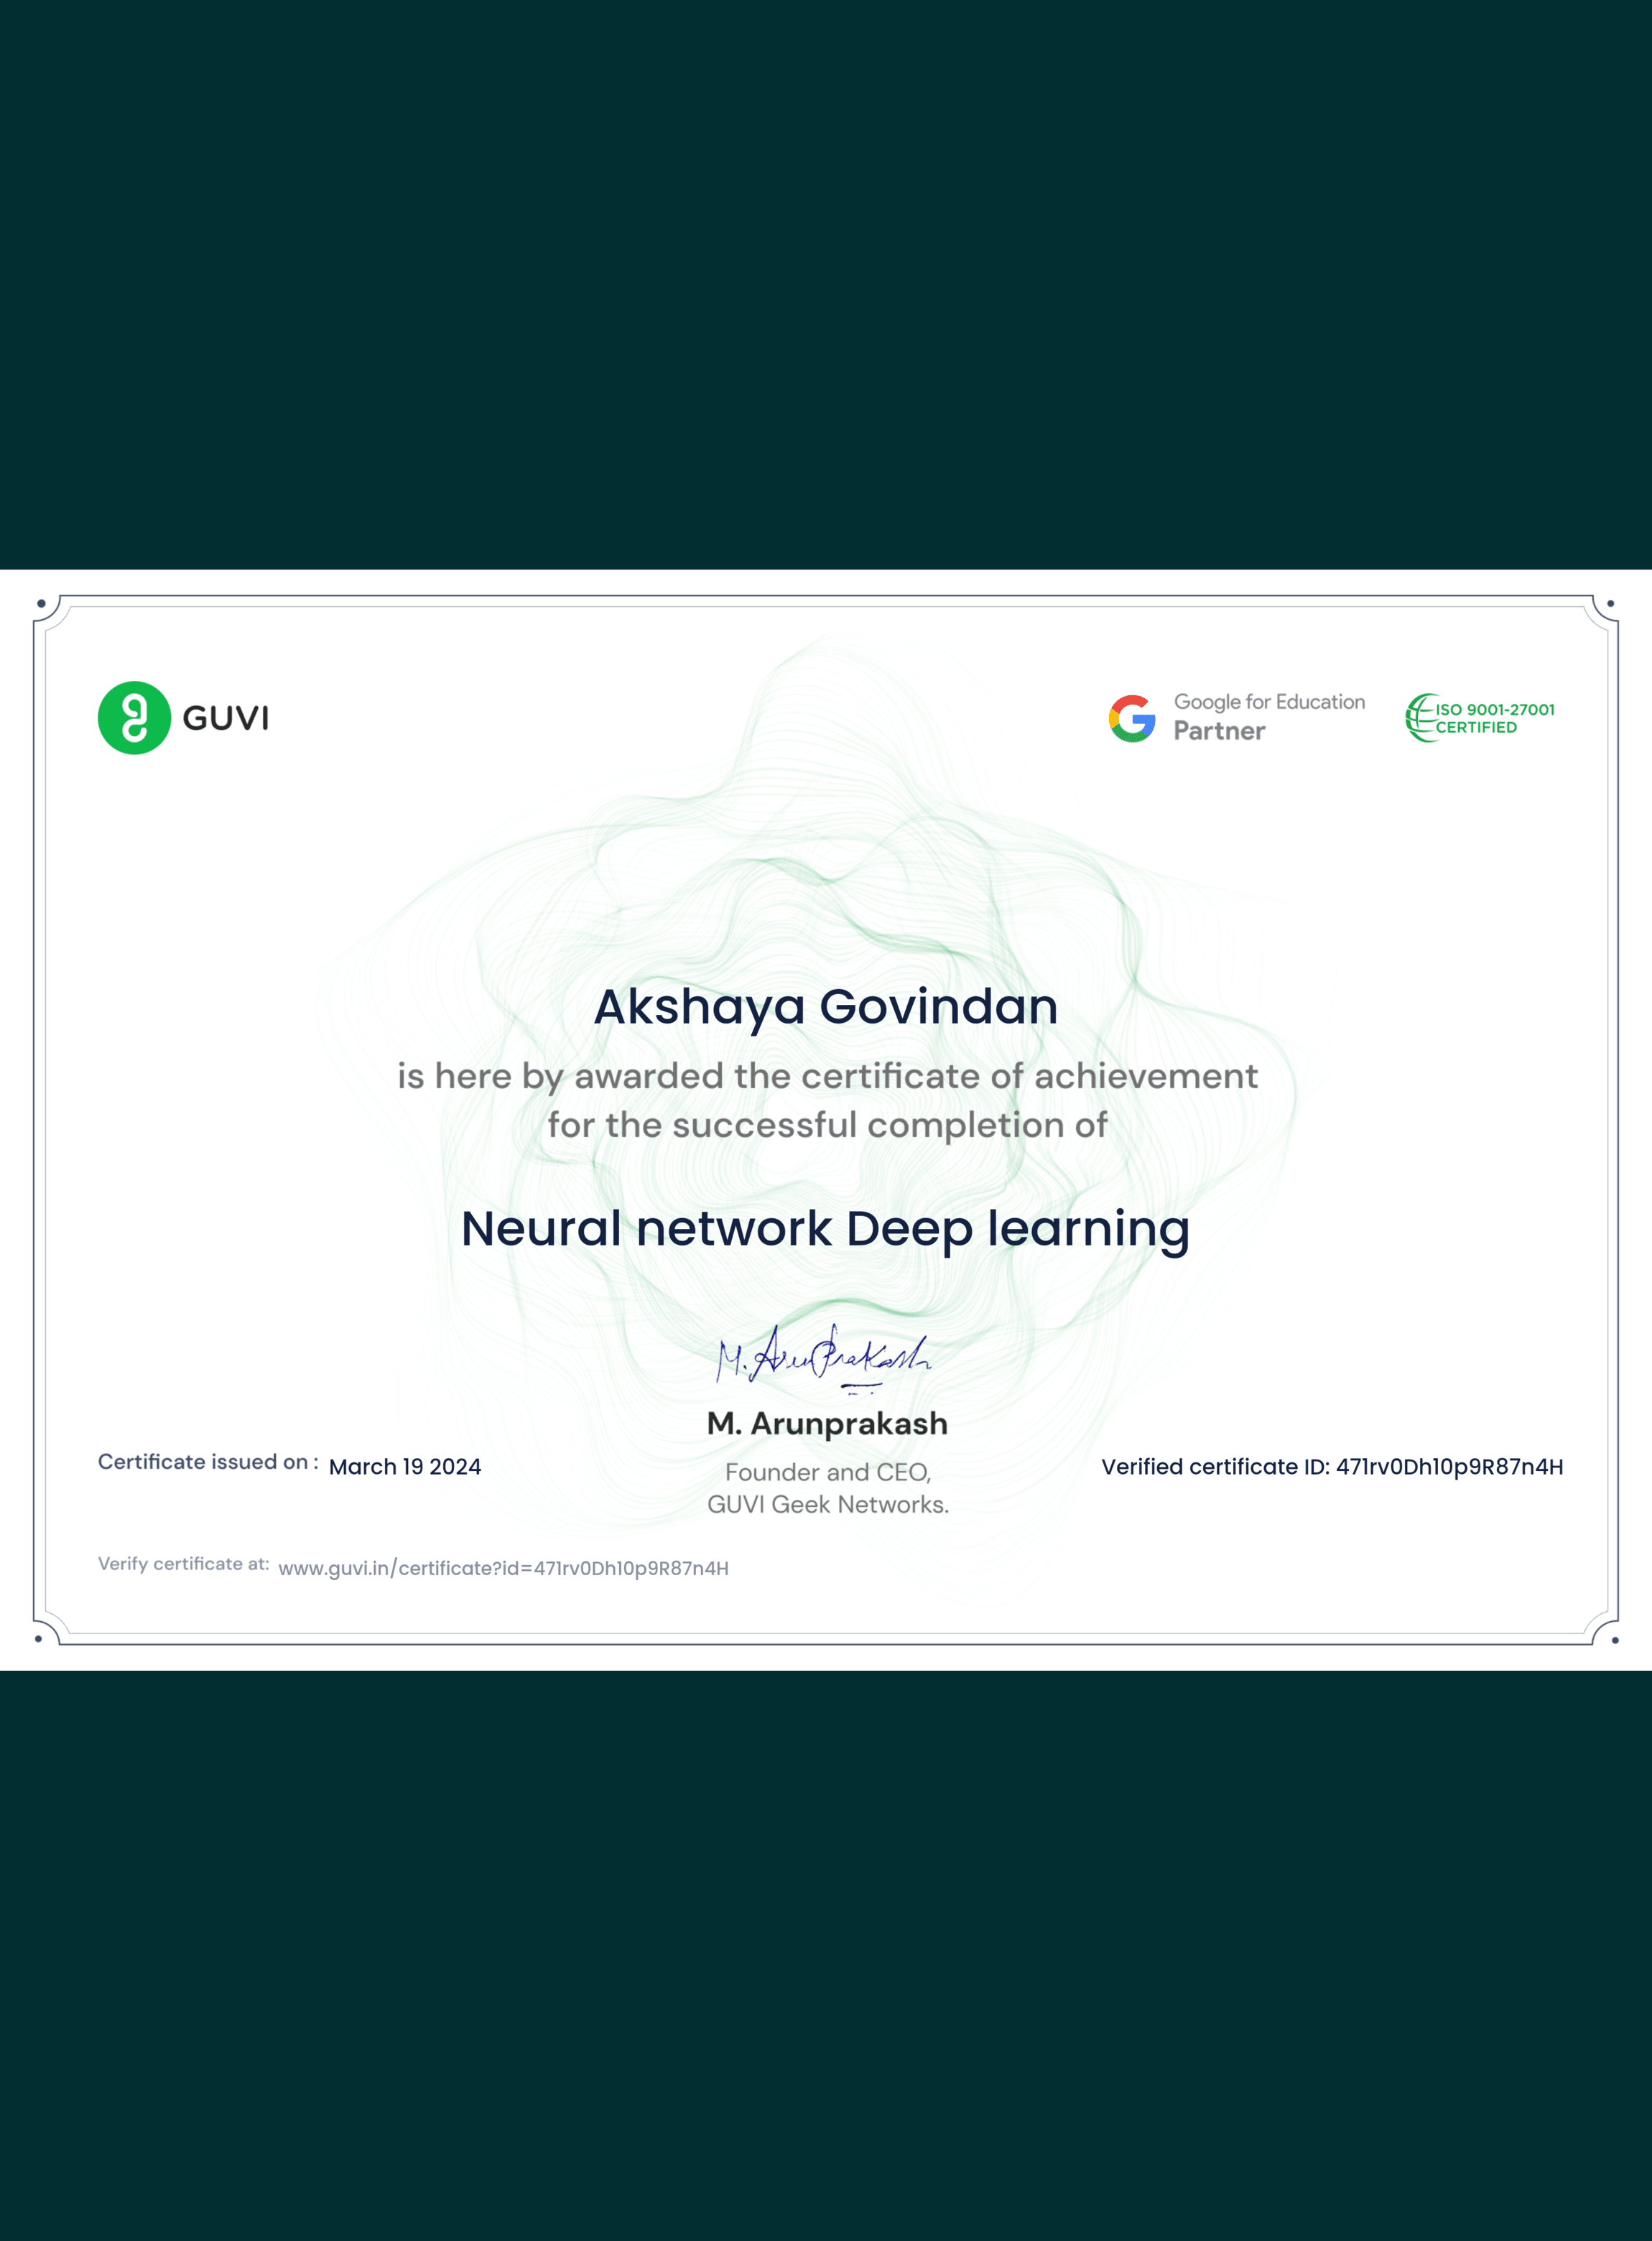 GUVI
Google for Education
Partner
ISO 9001-27001
CERTIFIED
Akshaya Govindan
is here by awarded the certificate of achievement
for the successful completion of
Neural network Deep learning
M. ArunPrakash
M. Arunprakash
Founder and CEO,
GUVI Geek Networks.
Certificate issued on : March 19 2024
Verified certificate ID: 471rv0Dh10p9R87n4H
Verify certificate at: www.guvi.in/certificate?id=471rv0Dh10p9R87n4H